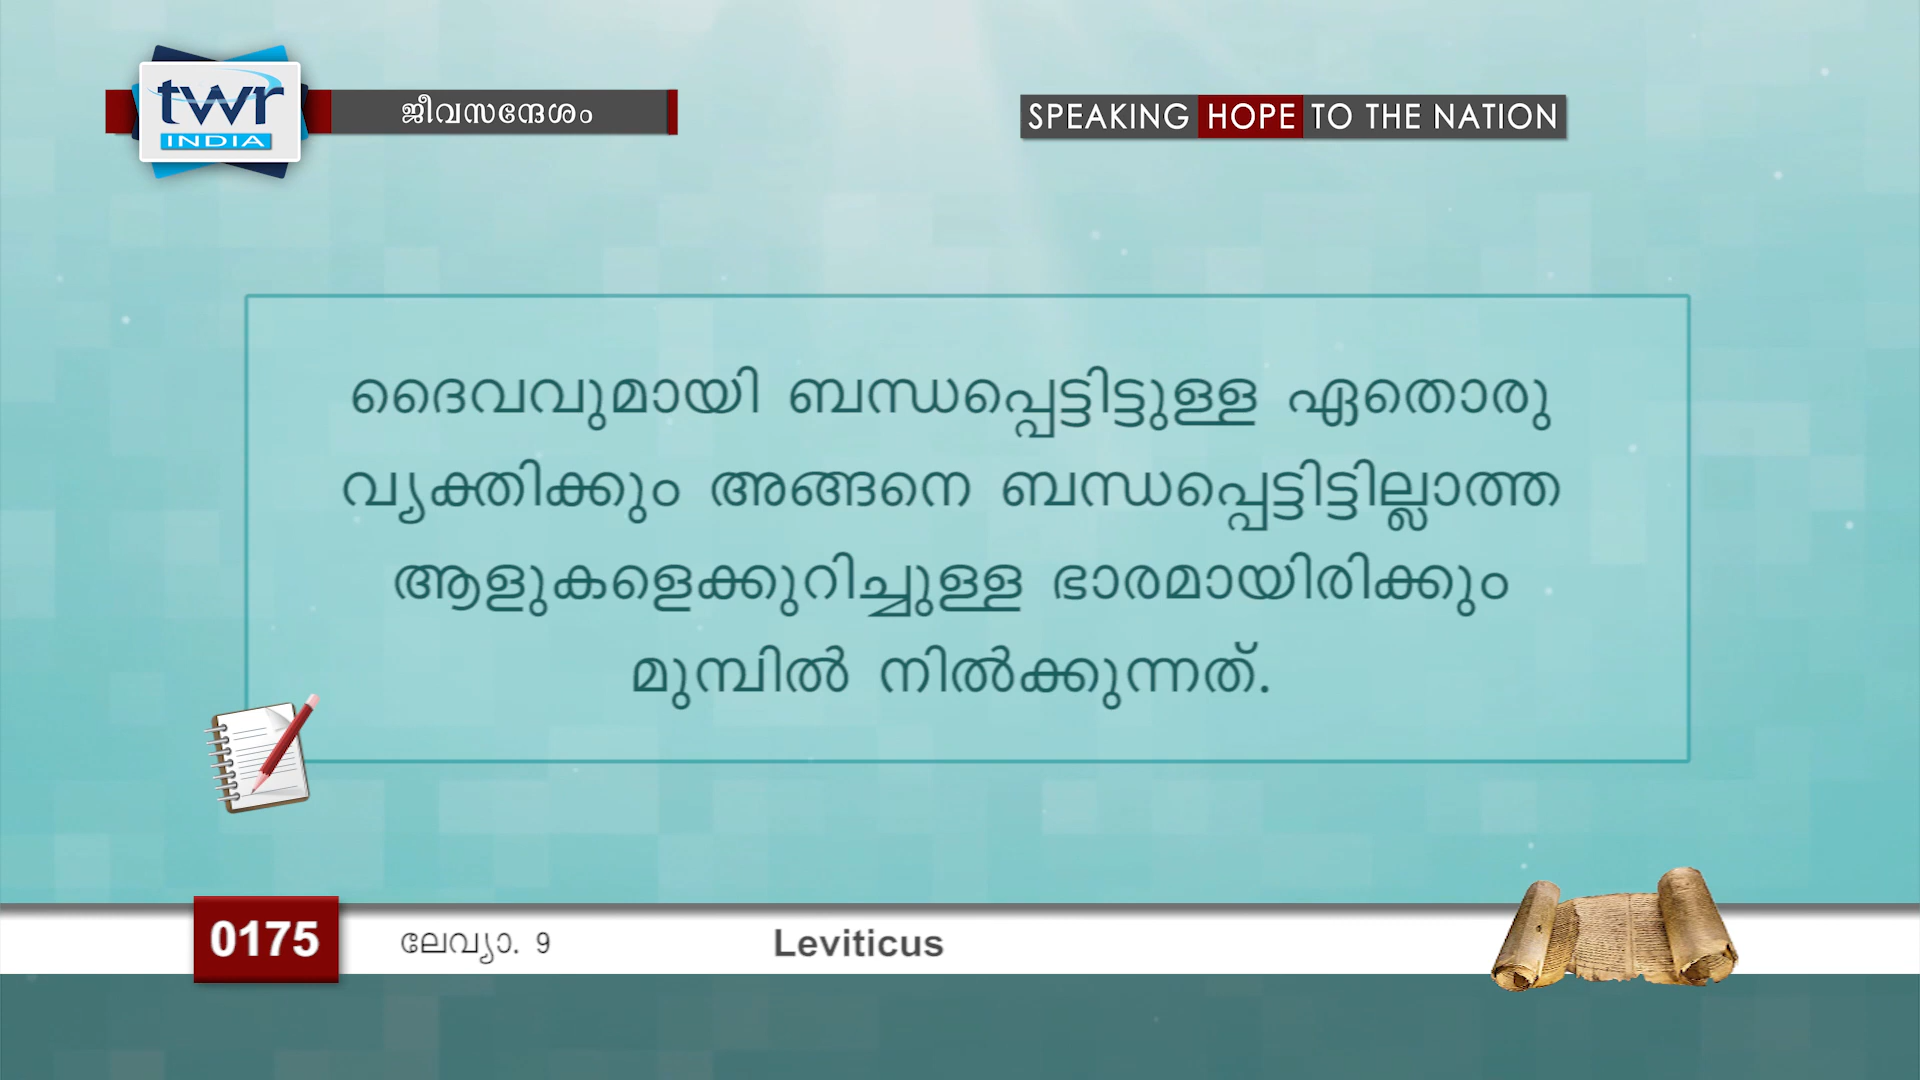 twr
INDIA
ജീവസന്ദേശം
SPEAKING HOPE TO THE NATION
ദൈവവുമായി ബന്ധപ്പെട്ടിട്ടുള്ള ഏതൊരു
വ്യക്തിക്കും അങ്ങനെ ബന്ധപ്പെട്ടിട്ടില്ലാത്ത
ആളുകളെക്കുറിച്ചുള്ള ഭാരമായിരിക്കും
മുമ്പിൽ നിൽക്കുന്നത്.
0175
ലേവ്യാ. 9
Leviticus